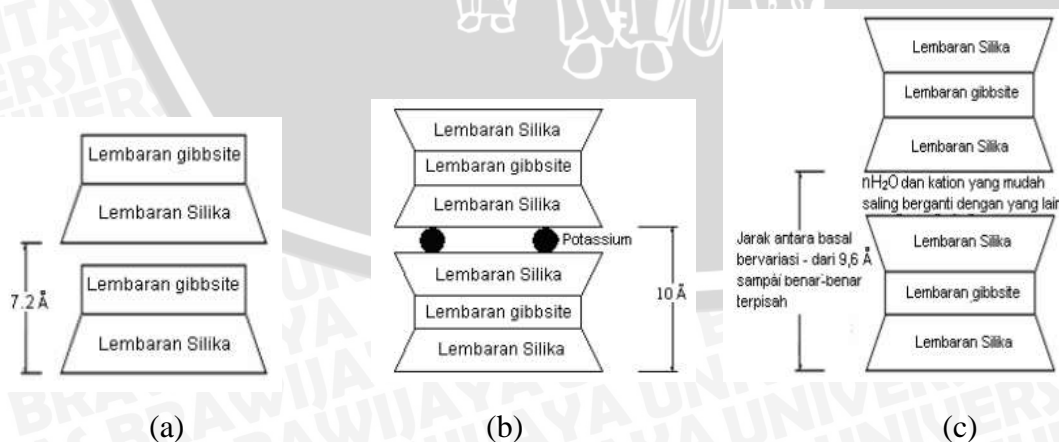 Lembaran gibbsite
Lembaran Silika
7.2 Å
Lembaran gibbsite
Lembaran Silika
(a)
Lembaran Silika
Lembaran gibbsite
Lembaran Silika
Potassium
Lembaran Silika
Lembaran gibbsite
Lembaran Silika
10 Å
(b)
Lembaran Silika
Lembaran gibbsite
Lembaran Silika
nH₂O dan kation yang mudah
saling berganti dengan yang lain
Jarak antara basal
bervariasi - dari 9,6 Å
sampai benar-benar
terpisah
Lembaran Silika
Lembaran gibbsite
Lembaran Silika
(c)